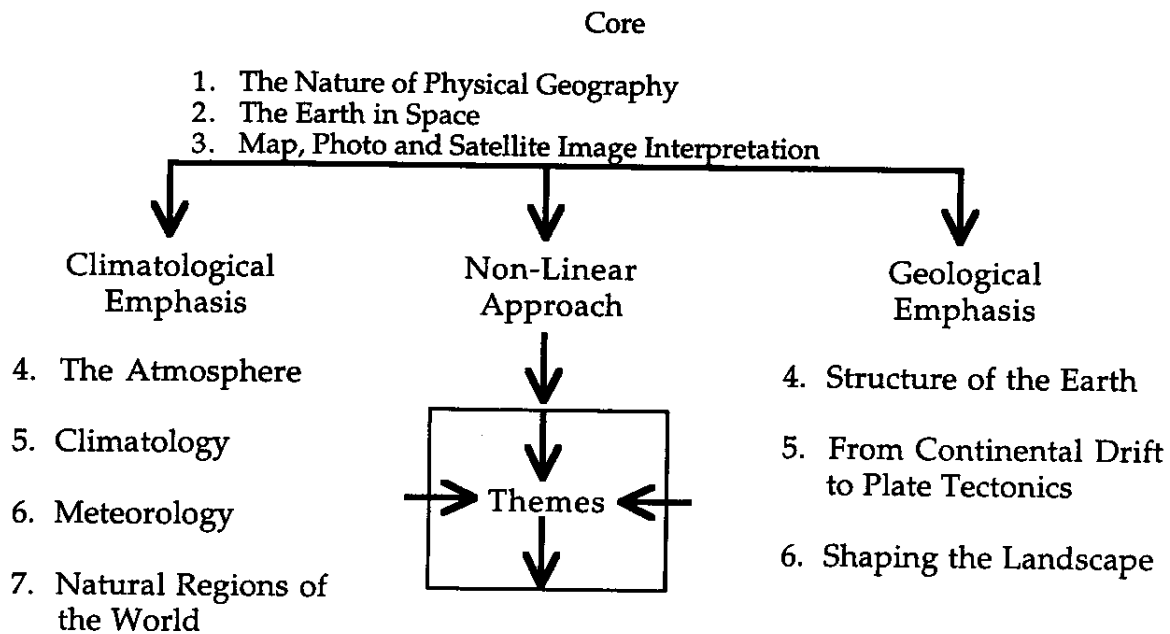 Core
1. The Nature of Physical Geography
2. The Earth in Space
3. Map, Photo and Satellite Image Interpretation
Climatological
Emphasis
4. The Atmosphere
5. Climatology
6. Meteorology
7. Natural Regions of
the World
Non-Linear
Approach
Themes
Geological
Emphasis
4. Structure of the Earth
5. From Continental Drift
to Plate Tectonics
6. Shaping the Landscape